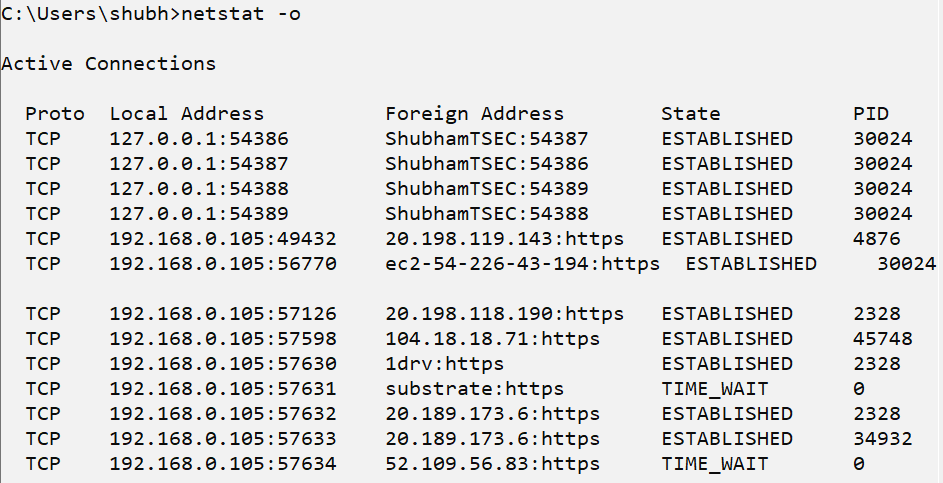 C:\Users\shubh>netstat -o
Active Connections
Proto Local Address Foreign Address State PID
TCP 127.0.0.1:54386 ShubhamTSEC:54387 ESTABLISHED 30024
TCP 127.0.0.1:54387 ShubhamTSEC:54386 ESTABLISHED 30024
TCP 127.0.0.1:54388 ShubhamTSEC:54389 ESTABLISHED 30024
TCP 127.0.0.1:54389 ShubhamTSEC:54388 ESTABLISHED 30024
TCP 192.168.0.105:49432 20.198.119.143:https ESTABLISHED 4876
TCP 192.168.0.105:56770 ec2-54-226-43-194:https ESTABLISHED 30024
TCP 192.168.0.105:57126 20.198.118.190:https ESTABLISHED 2328
TCP 192.168.0.105:57598 104.18.18.71:https ESTABLISHED 45748
TCP 192.168.0.105:57630 1drv:https ESTABLISHED 2328
TCP 192.168.0.105:57631 substrate:https TIME_WAIT 0
TCP 192.168.0.105:57632 20.189.173.6:https ESTABLISHED 2328
TCP 192.168.0.105:57633 20.189.173.6:https ESTABLISHED 34932
TCP 192.168.0.105:57634 52.109.56.83:https TIME_WAIT 0